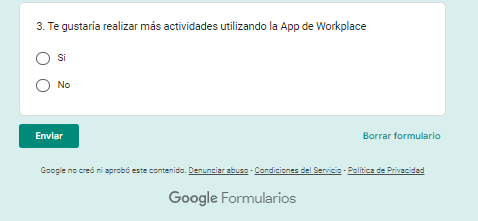 3. Te gustaría realizar más actividades utilizando la App de Workplace
Si
No
Enviar
Borrar formulario
Google no creó ni aprobó este contenido. Denunciar abuso - Condiciones del Servicio - Política de Privacidad
Google Formularios